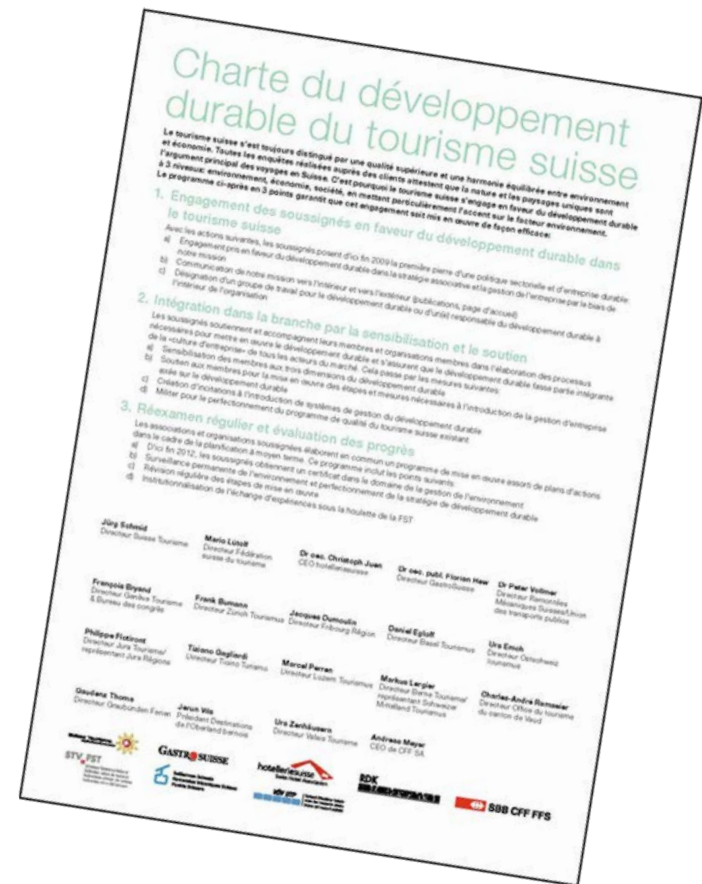 Charte du développement
durable du tourisme suisse
Le tourisme suisse s'est toujours distingué par une qualité supérieure et une harmonie équilibrée entre environnement
et économie. Toutes les enquêtes réalisées auprès des clients attestent que la nature et les paysages uniques sont
l'argument principal des voyages en Suisse. C'est pourquoi le tourisme suisse s'engage en faveur du développement durable
à 3 niveaux: environnement, économie, société, en mettant particulièrement l'accent sur le facteur environnement.
Le programme ci-après en 3 points garantit que cet engagement soit mis en œuvre de façon efficace:
1. Engagement des soussignés en faveur du développement durable dans
le tourisme suisse
Avec les actions suivantes, les soussignés posent d'ici fin 2009 la première pierre d'une politique sectorielle et d'entreprise durable
a) Engagement pris en faveur du développement durable dans la stratégie associative et la gestion de l'entreprise par le biais de
notre mission
b) Communication de notre mission vers l'intérieur et vers l'extérieur (publications, page d'accueil)
c) Désignation d'un groupe de travail pour le développement durable ou d'un(e) responsable du développement durable à
l'intérieur de l'organisation
2. Intégration dans la branche par la sensibilisation et le soutien
Les soussignés soutiennent et accompagnent leurs membres et organisations membres dans l'élaboration des processus
nécessaires pour mettre en œuvre le développement durable et s'assurent que le développement durable fasse partie intégrante
de la «culture d'entreprise» de tous les acteurs du marché. Cela passe par les mesures suivantes:
a) Sensibilisation des membres aux trois dimensions du développement durable
b) Soutien aux membres pour la mise en œuvre des étapes et mesures nécessaires à l'introduction de la gestion d'entreprise
axée sur le développement durable
c) Création d'incitations à l'introduction de systèmes de gestion du développement durable
d) Militer pour le perfectionnement du programme de qualité du tourisme suisse existant
3. Réexamen régulier et évaluation des progrès
Les associations et organisations soussignées élaborent en commun un programme de mise en œuvre assorti de plans d'actions
dans le cadre de la planification à moyen terme. Ce programme inclut les points suivants:
a) D'ici fin 2012, les soussignés obtiennent un certificat dans le domaine de la gestion de l'environnement
b) Surveillance permanente de l'environnement et perfectionnement de la stratégie de développement durable
c) Révision régulière des étapes de mise en œuvre
d) Institutionnalisation de l'échange d'expériences sous la houlette de la FST
Jürg Schmid
Directeur Suisse Tourisme
Mario Lütolf
Directeur Fédération
suisse du tourisme
Dr oec. Christoph Juen
CEO hotelleriesuisse
Dr oec. publ. Florian Hew
Directeur GastroSuisse
Dr Peter Vollmer
Directeur Remontées
Mécaniques Suisses/Union
des transports publics
François Bryand
Directeur Genève Tourisme
& Bureau des congrès
Frank Bumann
Directeur Zürich Tourismus
Jacques Dumoulin
Directeur Fribourg Région
Daniel Egloff
Directeur Basel Tourismus
Urs
Directeur Ostschweiz
tourismus
Philippe Flotiront
Directeur Jura Tourisme/
représentant Jura Régions
Tiziano Gagliardi
Directeur Ticino Turismo
Marcel Perren
Directeur Luzern Tourismus
Markus Lergier
Directeur Berne Tourisme/
représentant Schweizer
Mittelland Tourismus
Charles-André Ramseier
Directeur Office du tourisme
du canton de Vaud
Gaudenz Thoma
Directeur Graubünden Ferien
Président Destinations
de l'Oberland bernois
Urs Zenhäusern
Directeur Valais Tourisme
Andreas Meyer
CEO de CFF SA
STV FST
GASTROSUISSE
hotelleriesuisse
Swiss Hotel Association
RDK
SBB CFF FFS